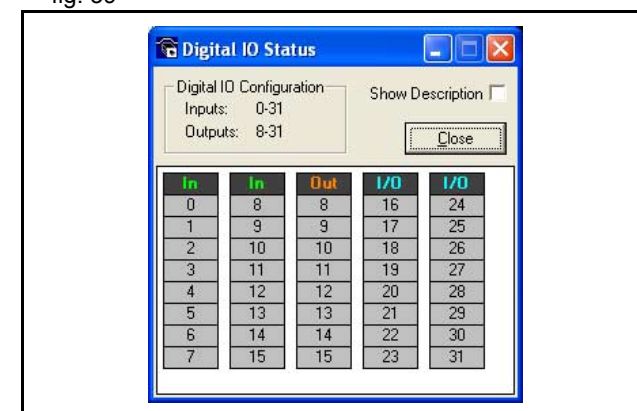 Digital IO Status
Digital IO Configuration
Show Description
Inputs: 0-31
Outputs: 8-31
Close
In In Out I/O I/O
0 8 8 16 24
1 9 9 17 25
2 10 10 18 26
3 11 11 19 27
4 12 12 20 28
5 13 13 21 29
6 14 14 22 30
7 15 15 23 31